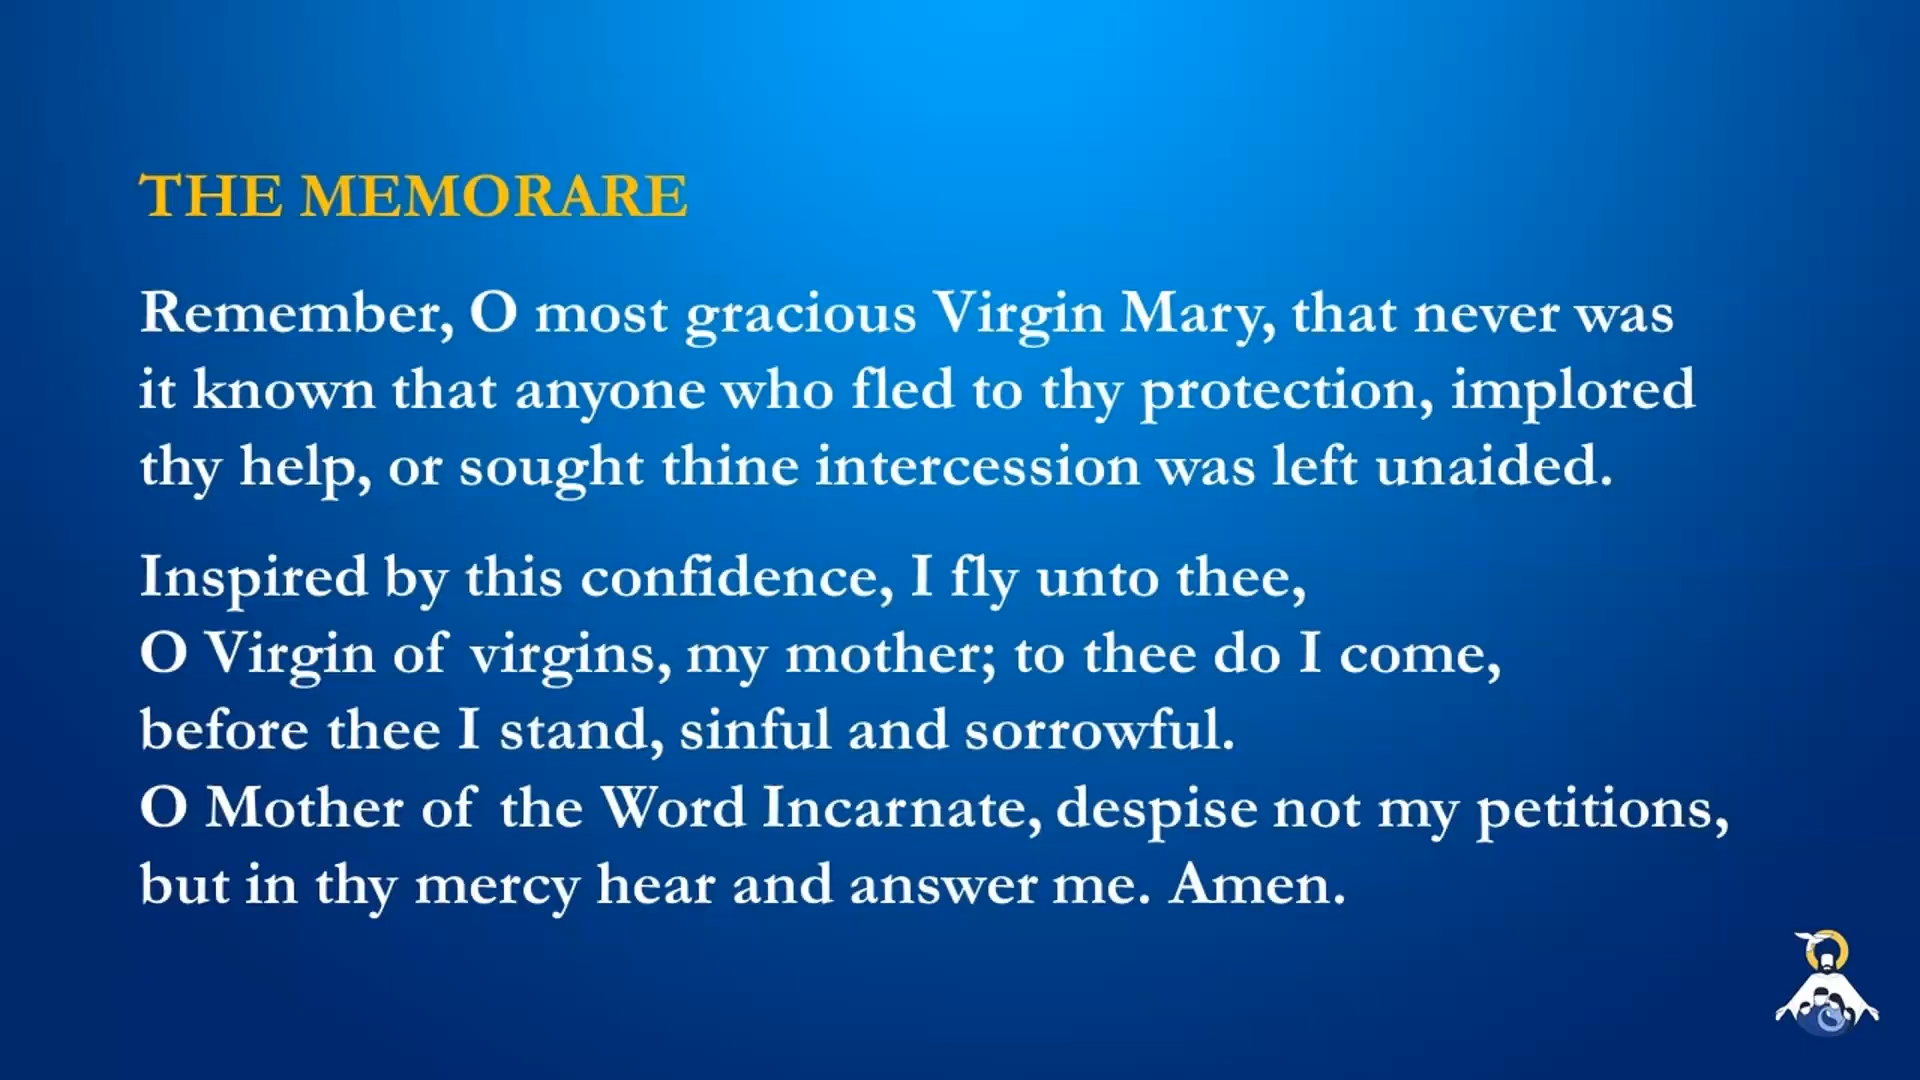 THE MEMORARE
Remember, O most gracious Virgin Mary, that never was
it known that anyone who fled to thy protection, implored
thy help, or sought thine intercession was left unaided.
Inspired by this confidence, I fly unto thee,
O Virgin of virgins, my mother; to thee do I come,
before thee I stand, sinful and sorrowful.
O Mother of the Word Incarnate, despise not my petitions,
but in thy mercy hear and answer me. Amen.